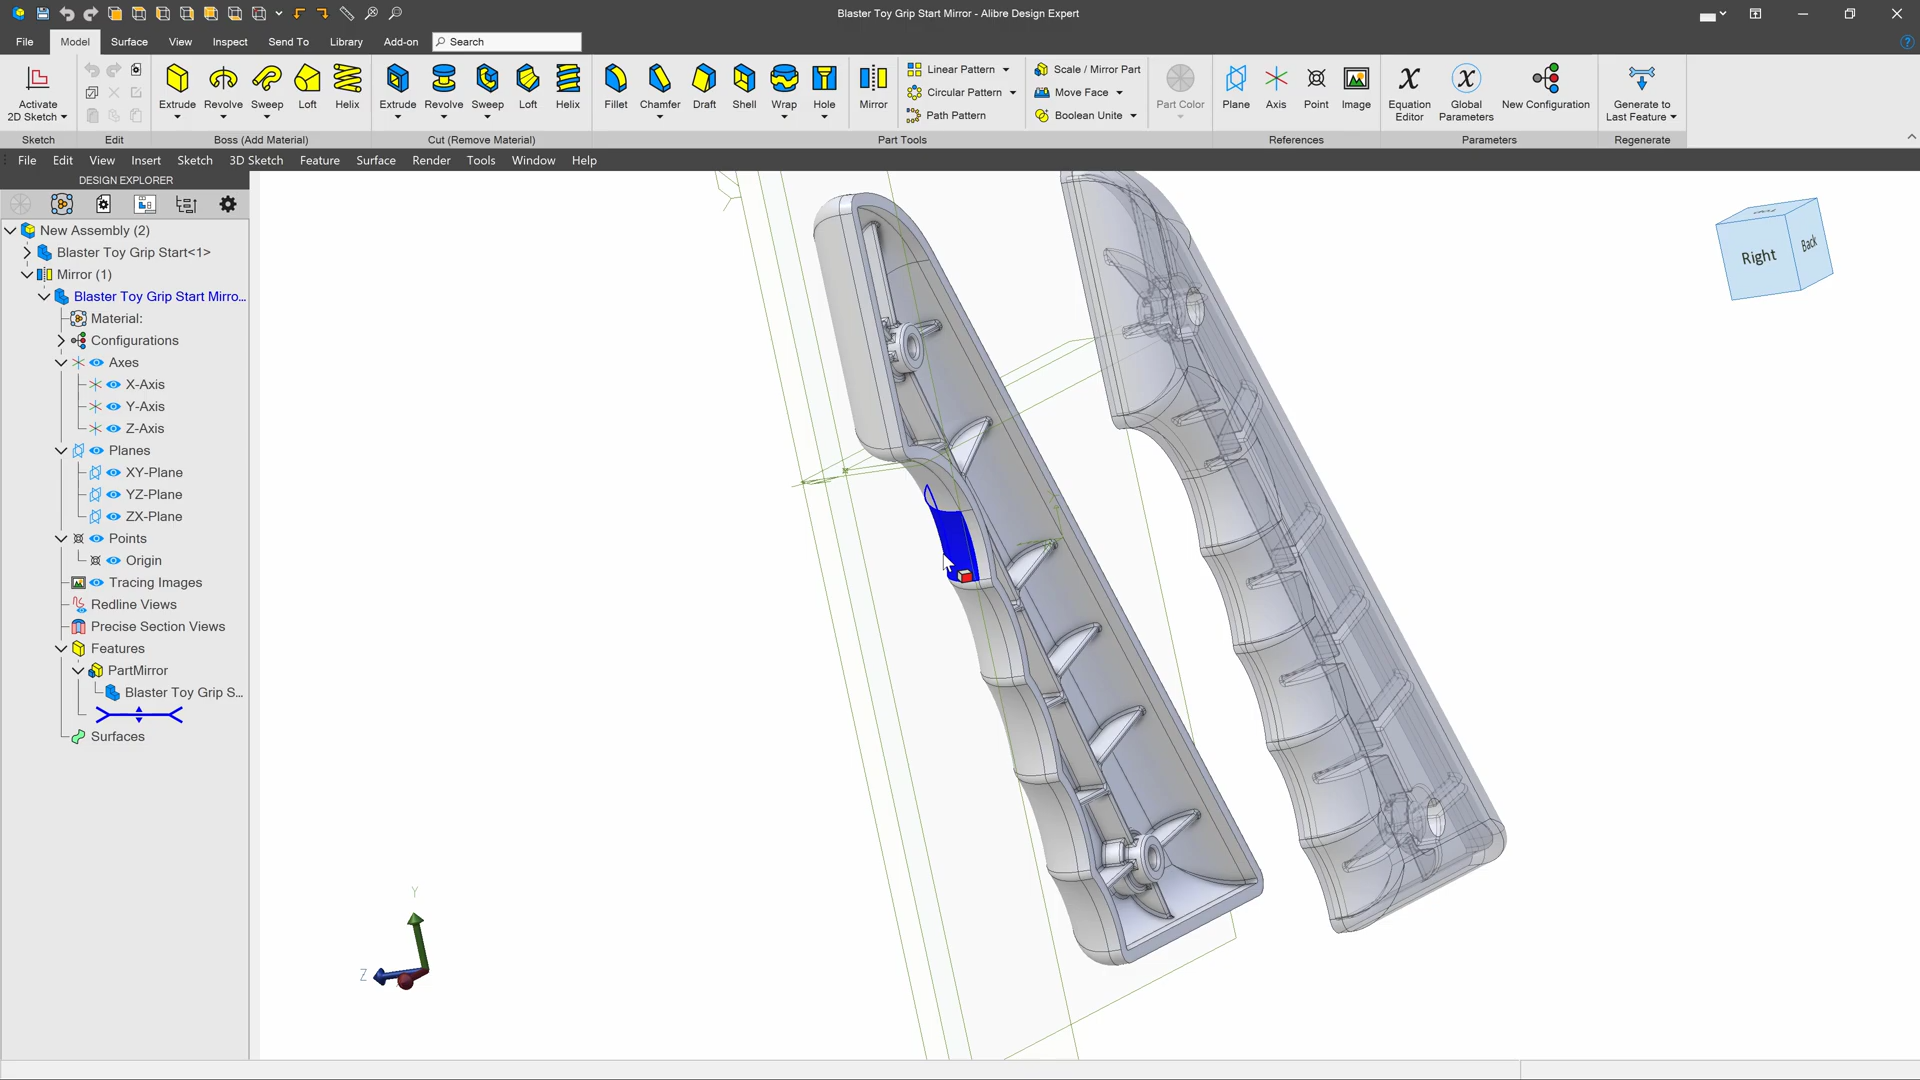 Blaster Toy Grip Start Mirror - Alibre Design Expert
File Model Surface View Inspect Send To Library Add-on Search
Activate 2D Sketch
Extrude Revolve Sweep Loft Helix
Extrude Revolve Sweep Loft Helix
Fillet Chamfer Draft Shell Wrap Hole Mirror
Linear Pattern
Circular Pattern
Path Pattern
Scale / Mirror Part
Move Face
Boolean Unite
Part Color
Plane Axis Point Image
Equation Editor
Global Parameters
New Configuration
Generate to Last Feature
Sketch Edit Boss (Add Material) Cut (Remove Material) Part Tools References Parameters Regenerate
File Edit View Insert Sketch 3D Sketch Feature Surface Render Tools Window Help
DESIGN EXPLORER
New Assembly (2)
Blaster Toy Grip Start<1>
Mirror (1)
Blaster Toy Grip Start Mirro...
Material:
Configurations
Axes
X-Axis
Y-Axis
Z-Axis
Planes
XY-Plane
YZ-Plane
ZX-Plane
Points
Origin
Tracing Images
Redline Views
Precise Section Views
Features
PartMirror
Blaster Toy Grip S...
Surfaces
Right
Back
Y
Z